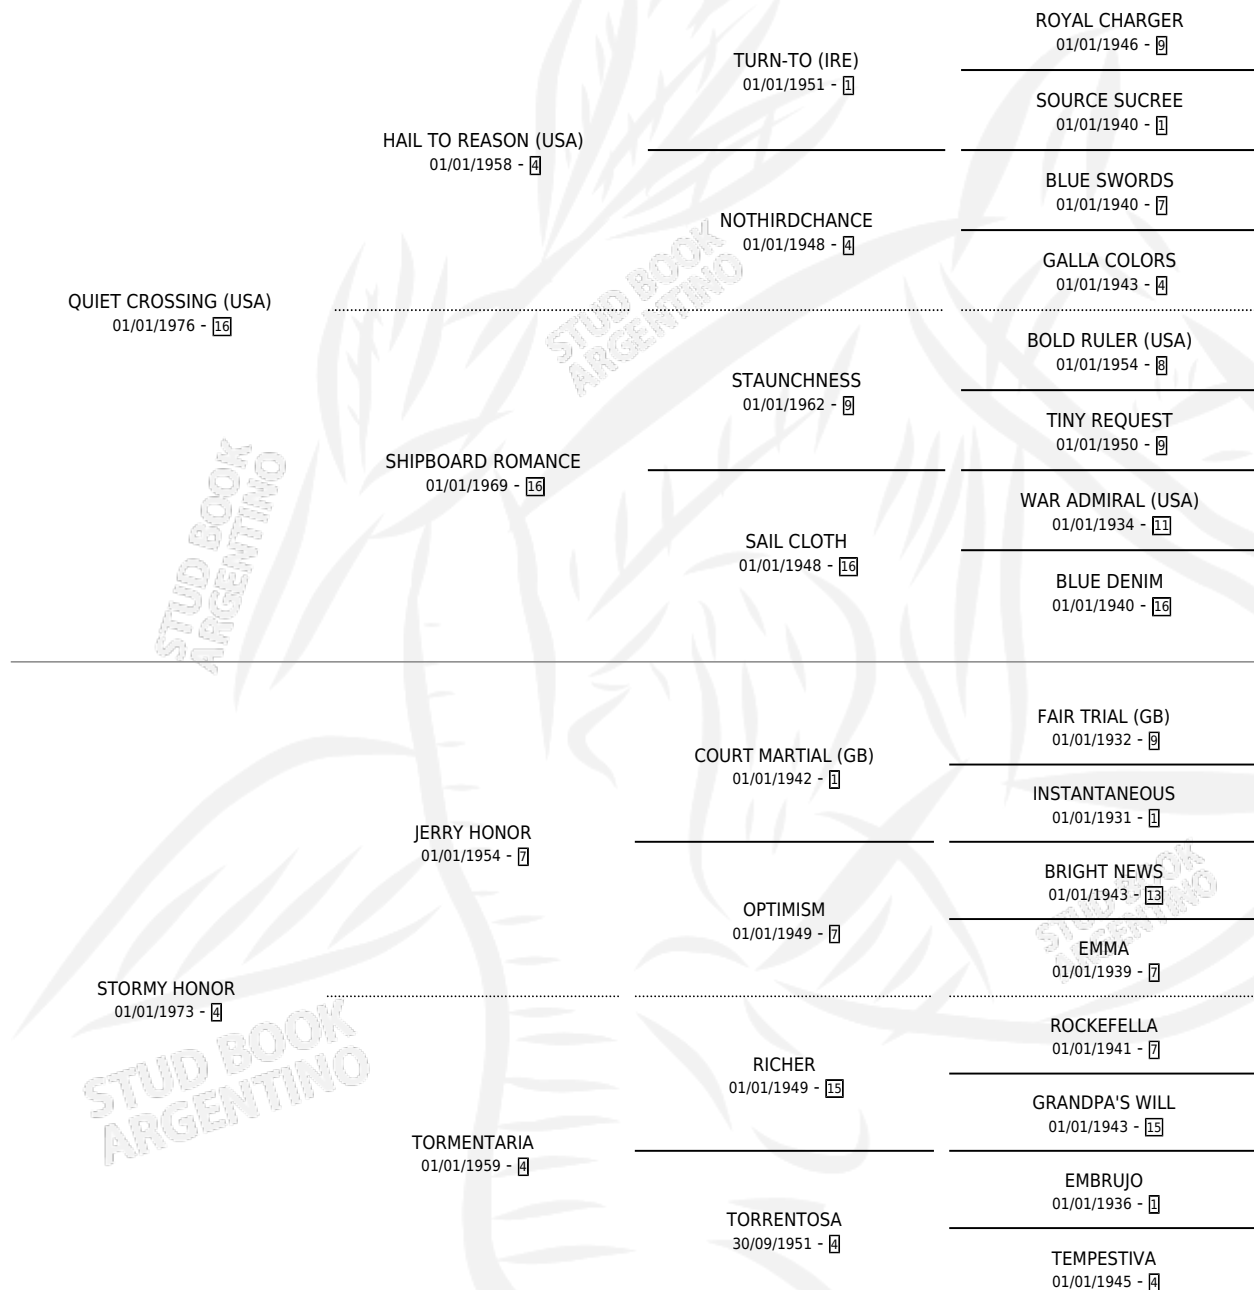 ROYAL CHARGER
01/01/1946 - 9
TURN-TO (IRE)
01/01/1951 - 1
SOURCE SUCREE
01/01/1940 - 1
HAIL TO REASON (USA)
01/01/1958 - 4
BLUE SWORDS
01/01/1940 - 7
NOTHIRDCHANCE
01/01/1948 - 4
GALLA COLORS
01/01/1943 - 4
QUIET CROSSING (USA)
01/01/1976 - 16
BOLD RULER (USA)
01/01/1954 - 8
STAUNCHNESS
01/01/1962 - 9
TINY REQUEST
01/01/1950 - 9
SHIPBOARD ROMANCE
01/01/1969 - 16
WAR ADMIRAL (USA)
01/01/1934 - 11
SAIL CLOTH
01/01/1948 - 16
BLUE DENIM
01/01/1940 - 16
FAIR TRIAL (GB)
01/01/1932 - 9
COURT MARTIAL (GB)
01/01/1942 - 1
INSTANTANEOUS
01/01/1931 - 1
JERRY HONOR
01/01/1954 - 7
BRIGHT NEWS
01/01/1943 - 13
OPTIMISM
01/01/1949 - 7
EMMA
01/01/1939 - 7
STORMY HONOR
01/01/1973 - 4
ROCKEFELLA
01/01/1941 - 7
RICHER
01/01/1949 - 15
GRANDPA'S WILL
01/01/1943 - 15
TORMENTARIA
01/01/1959 - 4
EMBRUJO
01/01/1936 - 1
TORRENTOSA
30/09/1951 - 4
TEMPESTIVA
01/01/1945 - 4
STUD BOOK
ARGENTINO
STUD BOOK
ARGENTINO
STUD BOOK
ARGENTINO
STUD BOOK
ARGENTINO